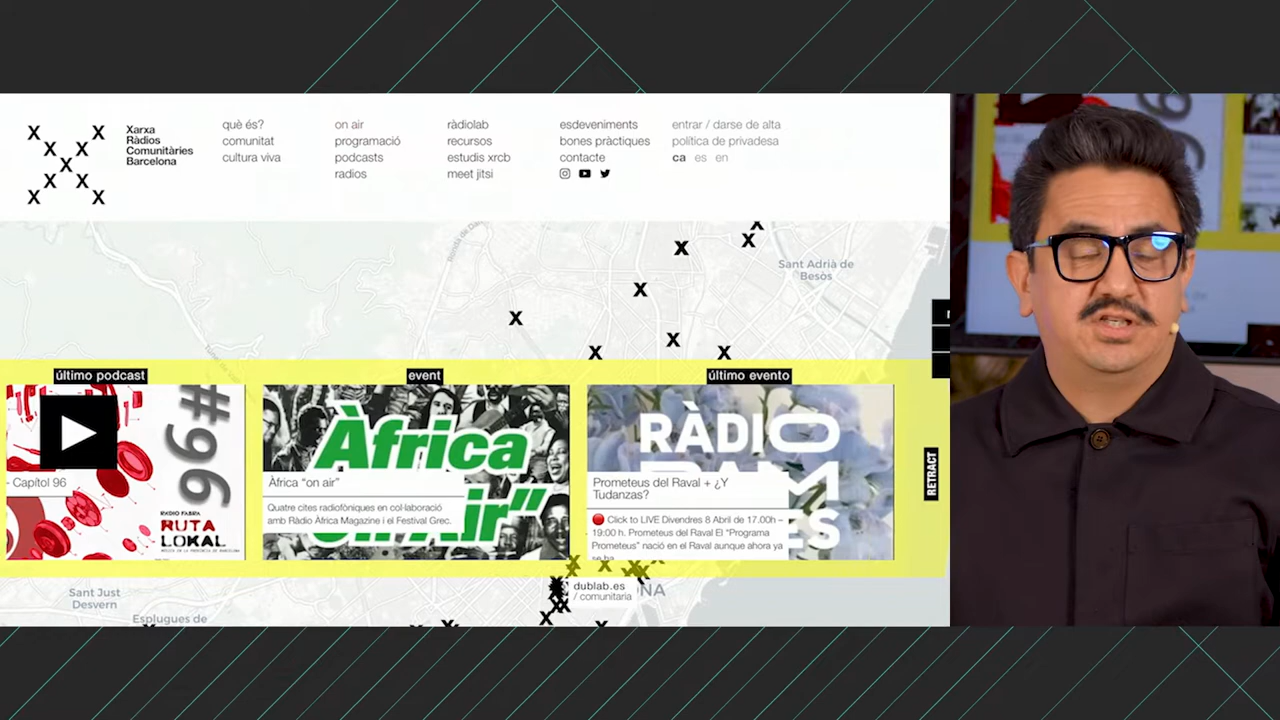 Xarxa
Ràdios
Comunitàries
Barcelona
què és?
comunitat
cultura viva
on air
programació
podcasts
radios
ràdiolab
recursos
estudis xrcb
meet jitsi
esdeveniments
bones pràctiques
contacte
entrar / darse de alta
política de privadesa
ca es en
Sant Adrià de
Besòs
último podcast
#96
- Capítol 96
RADIO FABRA
RUTA
LOKAL
event
Àfrica
Àfrica "on air"
Quatre cites radiofòniques en col·laboració
amb Ràdio Àfrica Magazine i el Festival Grec.
último evento
RÀDIO
Prometeus del Raval + ¿Y
Tudanzas?
Click to LIVE Divendres 8 Abril de 17.00h –
19:00 h. Prometeus del Raval El "Programa
Prometeus" nació en el Raval aunque ahora ya
se ha
RETRACT
dublab.es
/ comunitaria
Sant Just
Desvern
Esplugues de